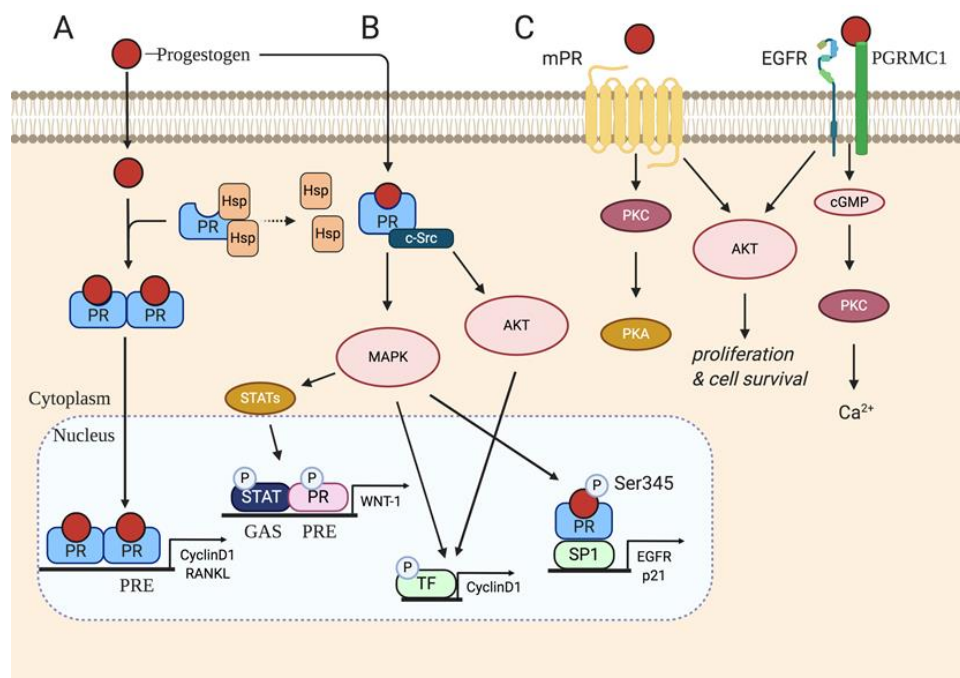 A
B
C
Progestogen
mPR
EGFR
PGRMC1
Hsp
PR
Hsp
Hsp
Hsp
PR
c-Src
PKC
AKT
cGMP
PR
PR
PKA
PKC
MAPK
AKT
proliferation
& cell survival
Ca²⁺
STATs
Cytoplasm
Nucleus
P
STAT
P
PR
WNT-1
GAS
PRE
P
Ser345
PR
SP1
EGFR
p21
PR
PR
CyclinD1
RANKL
PRE
P
TF
CyclinD1